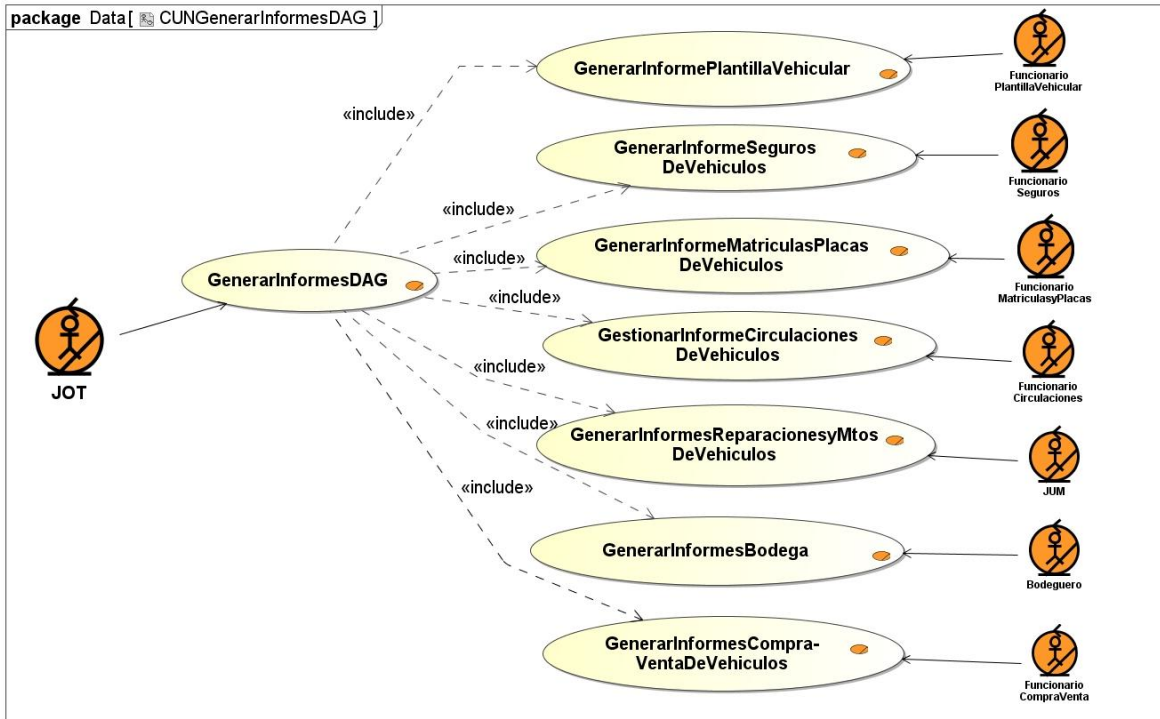 package Data[ CUNGenerarInformesDAG ]
GenerarInformePlantillaVehicular
Funcionario
PlantillaVehicular
«include»
GenerarInformeSeguros
DeVehiculos
Funcionario
Seguros
«include»
GenerarInformeMatriculasPlacas
DeVehiculos
Funcionario
MatriculasyPlacas
«include»
GenerarInformesDAG
«include»
GestionarInformeCirculaciones
DeVehiculos
Funcionario
Circulaciones
JOT
«include»
«include»
GenerarInformesReparacionesyMtos
DeVehiculos
JUM
«include»
GenerarInformesBodega
Bodeguero
GenerarInformesCompra-
VentaDeVehiculos
Funcionario
CompraVenta